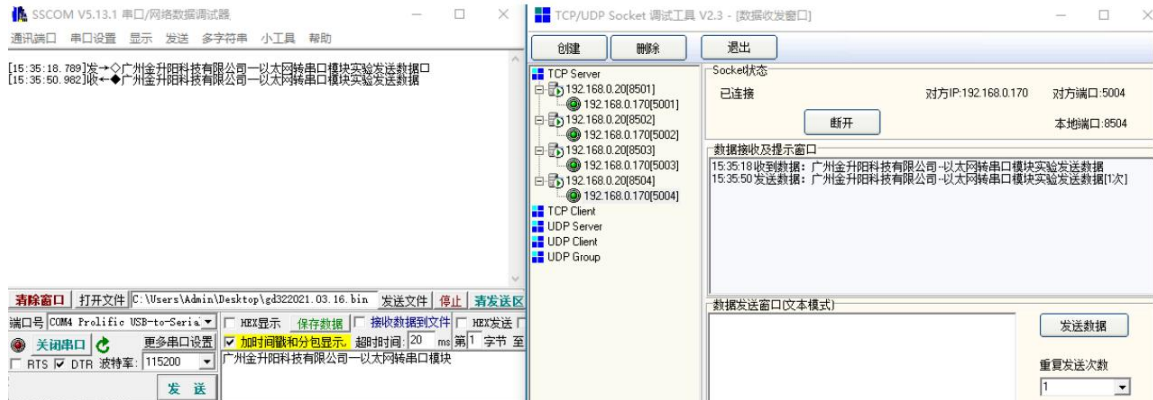 SSCOM V5.13.1 串口/网络数据调试器
通讯端口 串口设置 显示 发送 多字符串 小工具 帮助
[15:35:18.789]发→◇广州金升阳科技有限公司—以太网转串口模块实验发送数据□
[15:35:50.982]收←◆广州金升阳科技有限公司—以太网转串口模块实验发送数据
清除窗口 打开文件 C:\Users\Admin\Desktop\gd322021.03.16.bin 发送文件 停止 清发送区
端口号 COM4 Prolific USB-to-Seria HEX显示 保存数据 接收数据到文件 HEX发送
关闭串口 更多串口设置 加时间戳和分包显示。 超时时间: 20 ms 第 1 字节 至
RTS DTR 波特率: 115200 广州金升阳科技有限公司—以太网转串口模块
发 送
TCP/UDP Socket 调试工具 V2.3 - [数据收发窗口]
创建 删除 退出
TCP Server
192.168.0.20[8501]
192.168.0.170[5001]
192.168.0.20[8502]
192.168.0.170[5002]
192.168.0.20[8503]
192.168.0.170[5003]
192.168.0.20[8504]
192.168.0.170[5004]
TCP Client
UDP Server
UDP Client
UDP Group
Socket状态
已连接 对方IP:192.168.0.170 对方端口:5004
断开 本地端口:8504
数据接收及提示窗口
15:35:18 收到数据：广州金升阳科技有限公司--以太网转串口模块实验发送数据
15:35:50 发送数据：广州金升阳科技有限公司--以太网转串口模块实验发送数据[1次]
数据发送窗口(文本模式)
发送数据
重复发送次数
1